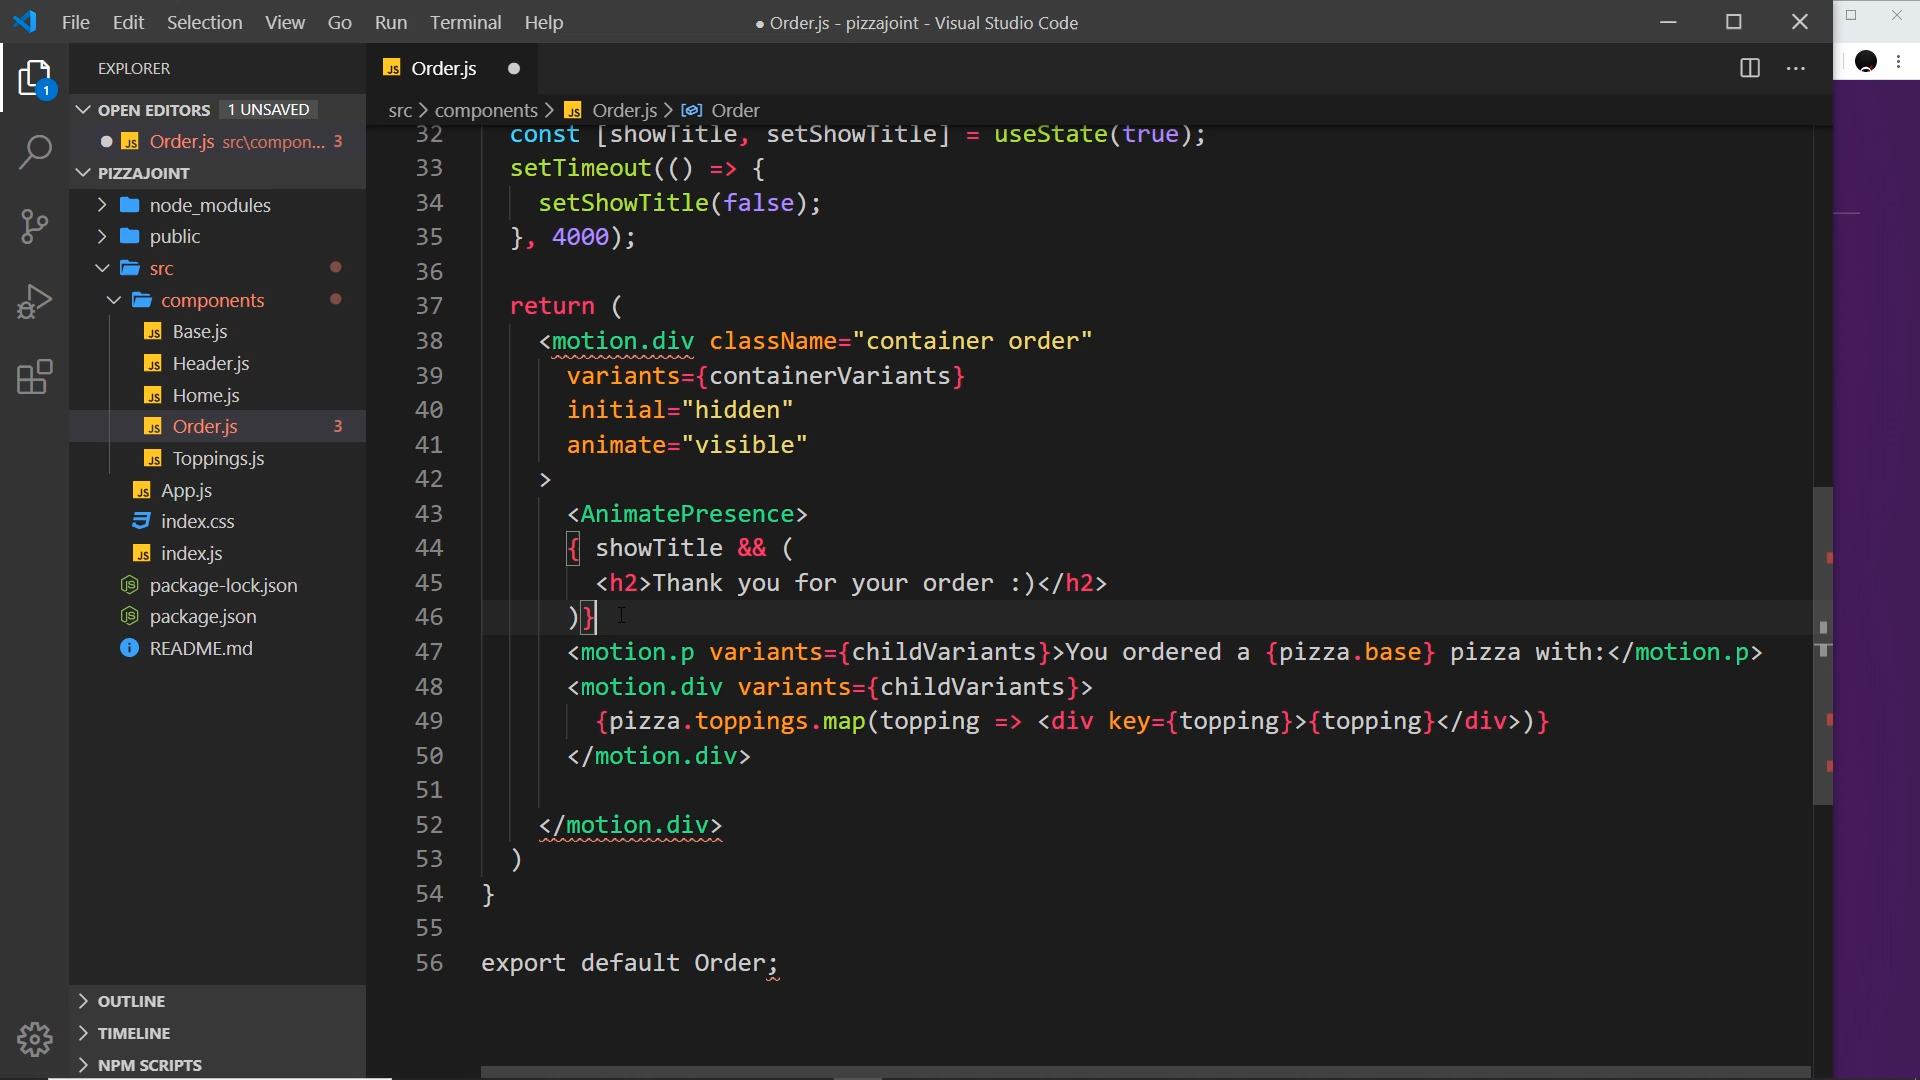 File Edit Selection View Go Run Terminal Help
● Order.js - pizzajoint - Visual Studio Code
EXPLORER
OPEN EDITORS 1 UNSAVED
Order.js src\compon... 3
PIZZAJOINT
node_modules
public
src
components
Base.js
Header.js
Home.js
Order.js 3
Toppings.js
App.js
index.css
index.js
package-lock.json
package.json
README.md
OUTLINE
TIMELINE
NPM SCRIPTS
1
Order.js
src > components > JS Order.js > Order
32 const [showTitle, setShowTitle] = useState(true);
33 setTimeout(() => {
34 setShowTitle(false);
35 }, 4000);
36
37 return (
38 <motion.div className="container order"
39 variants={containerVariants}
40 initial="hidden"
41 animate="visible"
42 >
43 <AnimatePresence>
44 { showTitle && (
45 <h2>Thank you for your order :)</h2>
46 )}
47 <motion.p variants={childVariants}>You ordered a {pizza.base} pizza with:</motion.p>
48 <motion.div variants={childVariants}>
49 {pizza.toppings.map(topping => <div key={topping}>{topping}</div>)}
50 </motion.div>
51
52 </motion.div>
53 )
54 }
55
56 export default Order;